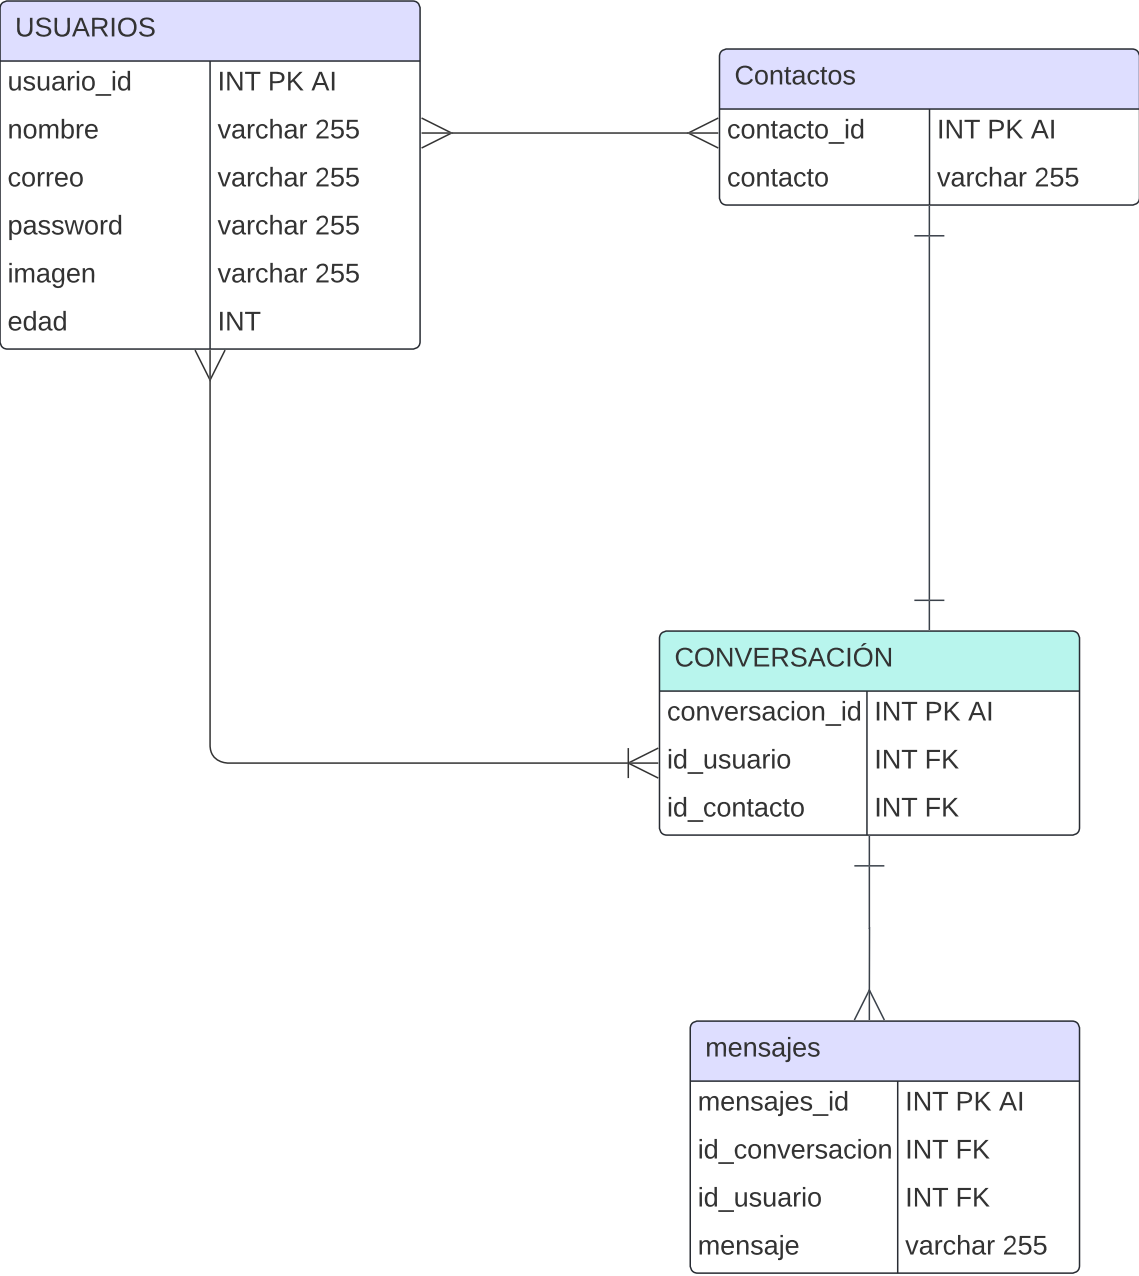 USUARIOS
usuario_id INT PK AI
nombre varchar 255
correo varchar 255
password varchar 255
imagen varchar 255
edad INT
Contactos
contacto_id INT PK AI
contacto varchar 255
CONVERSACIÓN
conversacion_id INT PK AI
id_usuario INT FK
id_contacto INT FK
mensajes
mensajes_id INT PK AI
id_conversacion INT FK
id_usuario INT FK
mensaje varchar 255